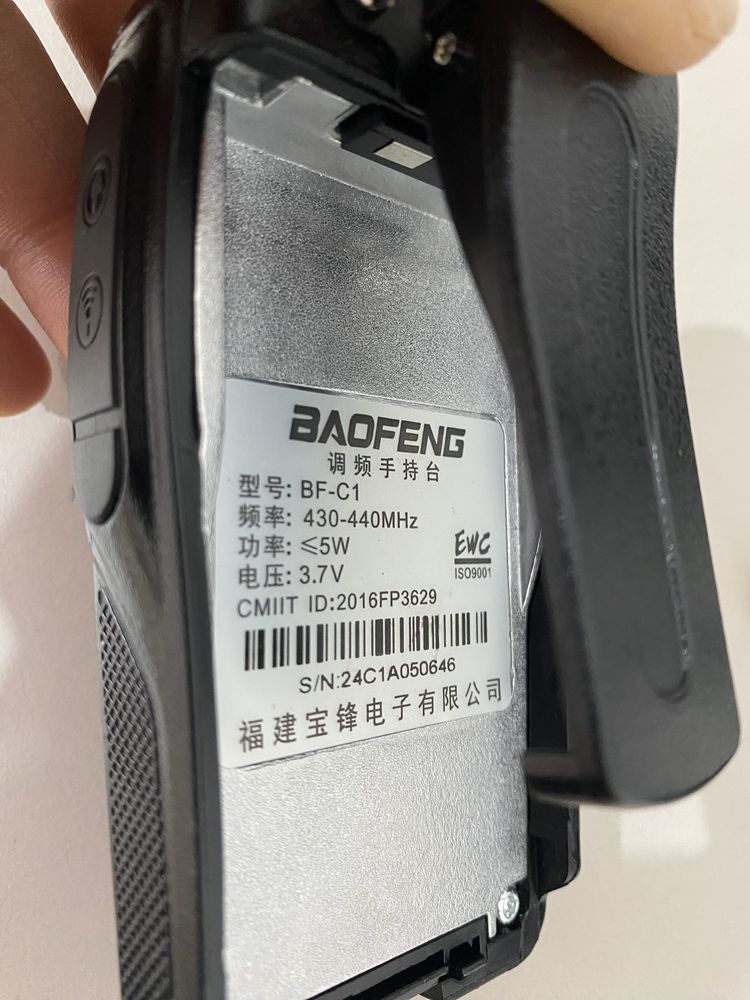 BAOFENG
调频手持台
型号: BF-C1
频率: 430-440MHz
功率: ≤5W
电压: 3.7V
EWC
ISO9001
CMIIT ID:2016FP3629
S/N:24C1A050646
福建宝锋电子有限公司